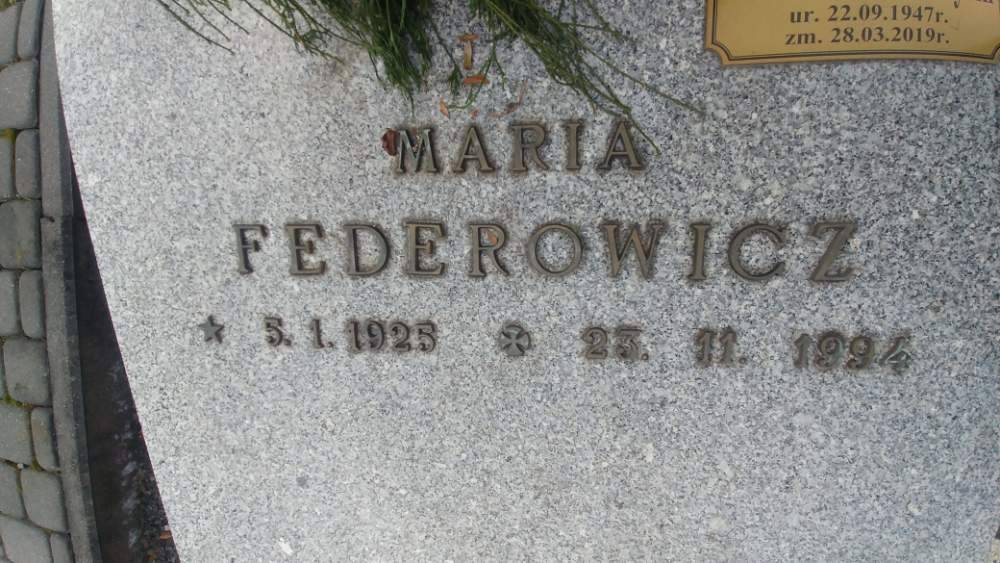 ur. 22.09.1947r.
zm. 28.03.2019r.
MARIA
FEDEROWICZ
5. 1. 1925 23. 11. 1994